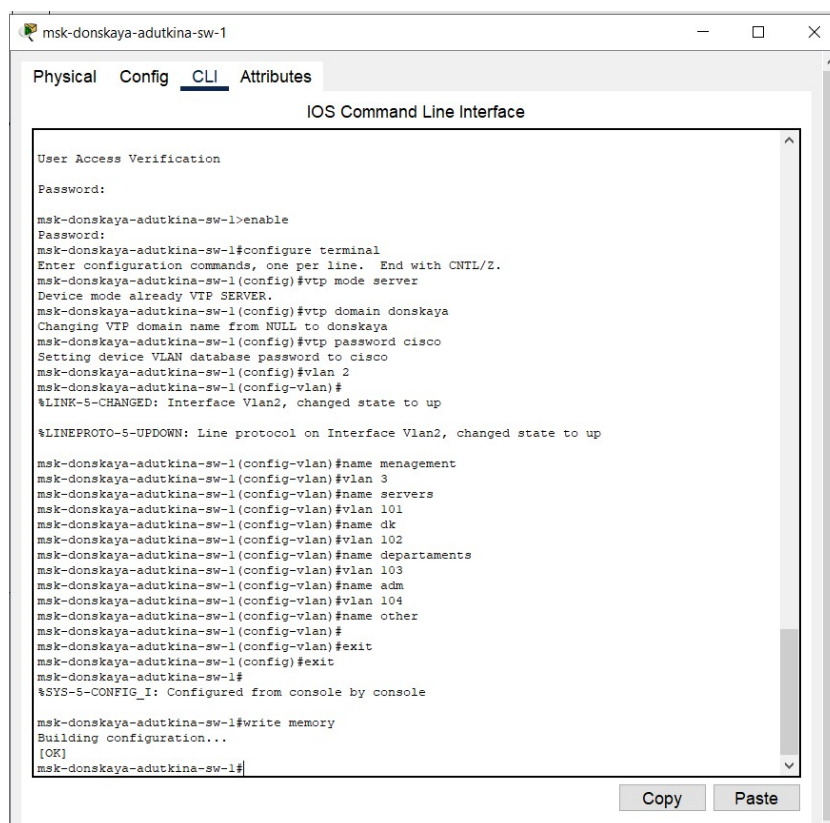 msk-donskaya-adutkina-sw-1
Physical Config CLI Attributes
IOS Command Line Interface
User Access Verification
Password:
msk-donskaya-adutkina-sw-1>enable
Password:
msk-donskaya-adutkina-sw-1#configure terminal
Enter configuration commands, one per line. End with CNTL/Z.
msk-donskaya-adutkina-sw-1(config)#vtp mode server
Device mode already VTP SERVER.
msk-donskaya-adutkina-sw-1(config)#vtp domain donskaya
Changing VTP domain name from NULL to donskaya
msk-donskaya-adutkina-sw-1(config)#vtp password cisco
Setting device VLAN database password to cisco
msk-donskaya-adutkina-sw-1(config)#vlan 2
msk-donskaya-adutkina-sw-1(config-vlan)#
%LINK-5-CHANGED: Interface Vlan2, changed state to up
%LINEPROTO-5-UPDOWN: Line protocol on Interface Vlan2, changed state to up
msk-donskaya-adutkina-sw-1(config-vlan)#name menagement
msk-donskaya-adutkina-sw-1(config-vlan)#vlan 3
msk-donskaya-adutkina-sw-1(config-vlan)#name servers
msk-donskaya-adutkina-sw-1(config-vlan)#vlan 101
msk-donskaya-adutkina-sw-1(config-vlan)#name dk
msk-donskaya-adutkina-sw-1(config-vlan)#vlan 102
msk-donskaya-adutkina-sw-1(config-vlan)#name departaments
msk-donskaya-adutkina-sw-1(config-vlan)#vlan 103
msk-donskaya-adutkina-sw-1(config-vlan)#name adm
msk-donskaya-adutkina-sw-1(config-vlan)#vlan 104
msk-donskaya-adutkina-sw-1(config-vlan)#name other
msk-donskaya-adutkina-sw-1(config-vlan)#
msk-donskaya-adutkina-sw-1(config-vlan)#exit
msk-donskaya-adutkina-sw-1(config)#exit
msk-donskaya-adutkina-sw-1#
%SYS-5-CONFIG_I: Configured from console by console
msk-donskaya-adutkina-sw-1#write memory
Building configuration...
[OK]
msk-donskaya-adutkina-sw-1#
Copy Paste